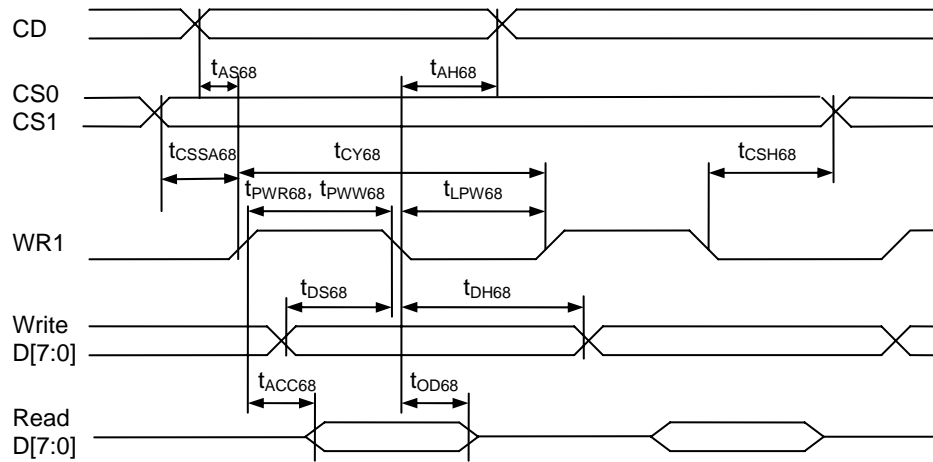 CD
tAS68 tAH68
CS0
CS1
tCSSA68 tCY68 tCSH68
tPWR68, tPWW68 tLPW68
WR1
tDS68 tDH68
Write
D[7:0]
tACC68 tOD68
Read
D[7:0]